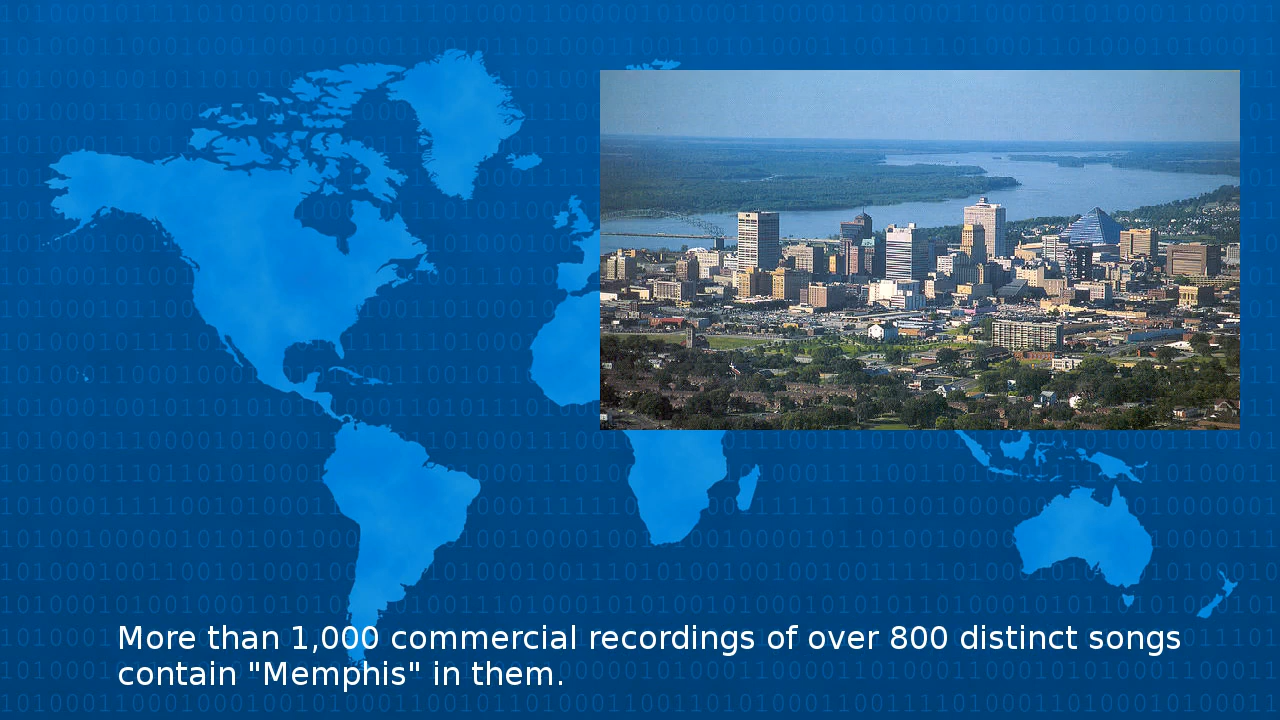 More than 1,000 commercial recordings of over 800 distinct songs
contain "Memphis" in them.